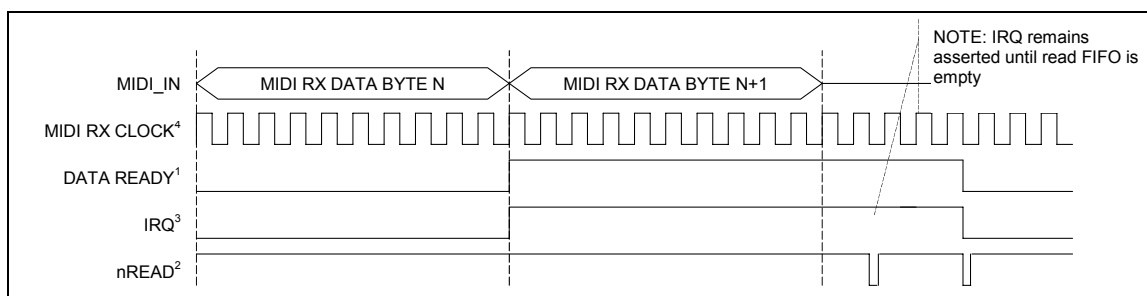 NOTE: IRQ remains
asserted until read FIFO is
empty
MIDI_IN
MIDI RX DATA BYTE N
MIDI RX DATA BYTE N+1
MIDI RX CLOCK⁴
DATA READY¹
IRQ³
nREAD²